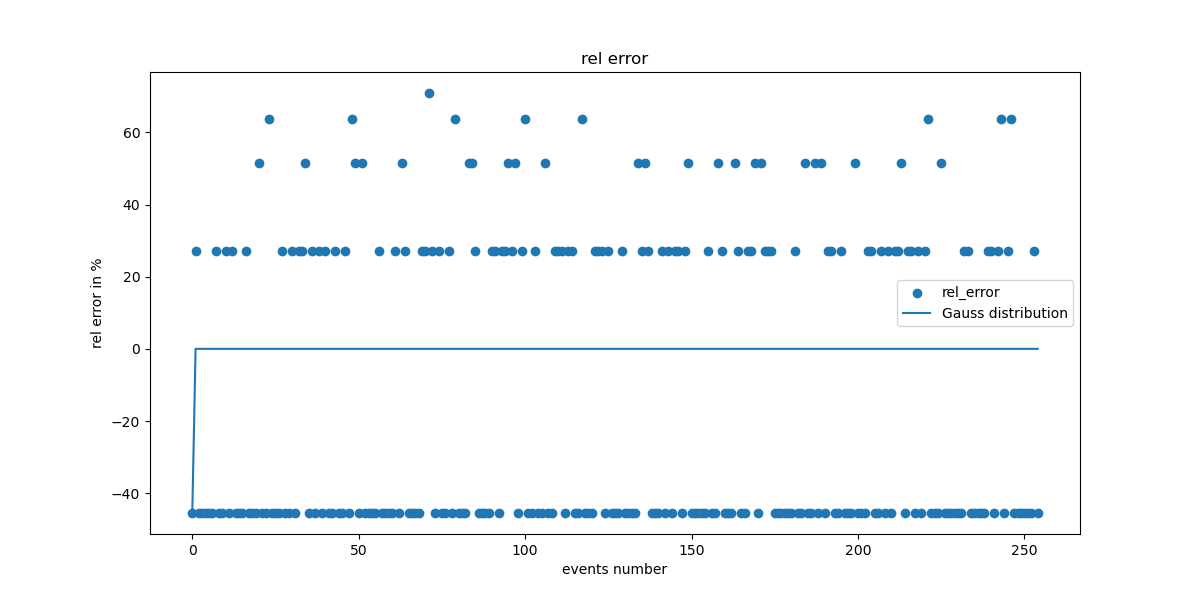 rel error
60
40
20
0
−20
−40
rel error in %
rel_error
Gauss distribution
0
50
100
150
200
250
events number